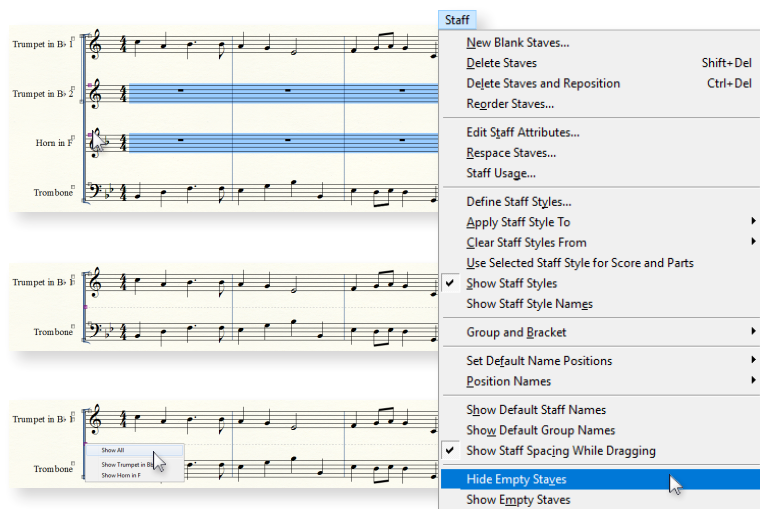 Staff
New Blank Staves...
Delete Staves Shift+Del
Delete Staves and Reposition Ctrl+Del
Reorder Staves...
Edit Staff Attributes...
Respace Staves...
Staff Usage...
Define Staff Styles...
Apply Staff Style To
Clear Staff Styles From
Use Selected Staff Style for Score and Parts
Show Staff Styles
Show Staff Style Names
Group and Bracket
Set Default Name Positions
Position Names
Show Default Staff Names
Show Default Group Names
Show Staff Spacing While Dragging
Hide Empty Staves
Show Empty Staves
Trumpet in B♭ 1
Trumpet in B♭ 2
Horn in F
Trombone
Trumpet in B♭ 1
Trombone
Trumpet in B♭ 1
Show All
Show Trumpet in Bb
Show Horn in F
Trombone